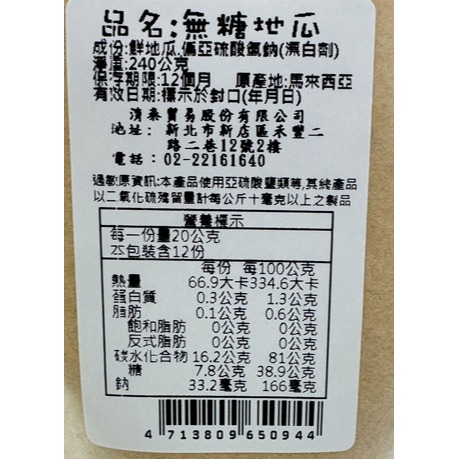 品名:無糖地瓜
成份:鮮地瓜.偏亞硫酸氫鈉(漂白劑)
淨重:240公克
保存期限:12個月 原產地:馬來西亞
有效日期:標示於封口(年月日)
清泰貿易股份有限公司
地址: 新北市新店區永豐二
路二巷12號2樓
電話:02-22161640
過敏原資訊:本產品使用亞硫酸鹽類等,其終產品
以二氧化硫殘留量計每公斤十毫克以上之製品
營養標示
每一份量20公克
本包裝含12份
每份 每100公克
熱量 66.9大卡 334.6大卡
蛋白質 0.3公克 1.3公克
脂肪 0.1公克 0.6公克
飽和脂肪 0公克 0公克
反式脂肪 0公克 0公克
碳水化合物 16.2公克 81公克
糖 7.8公克 38.9公克
鈉 33.2毫克 166毫克
4 713809 650944